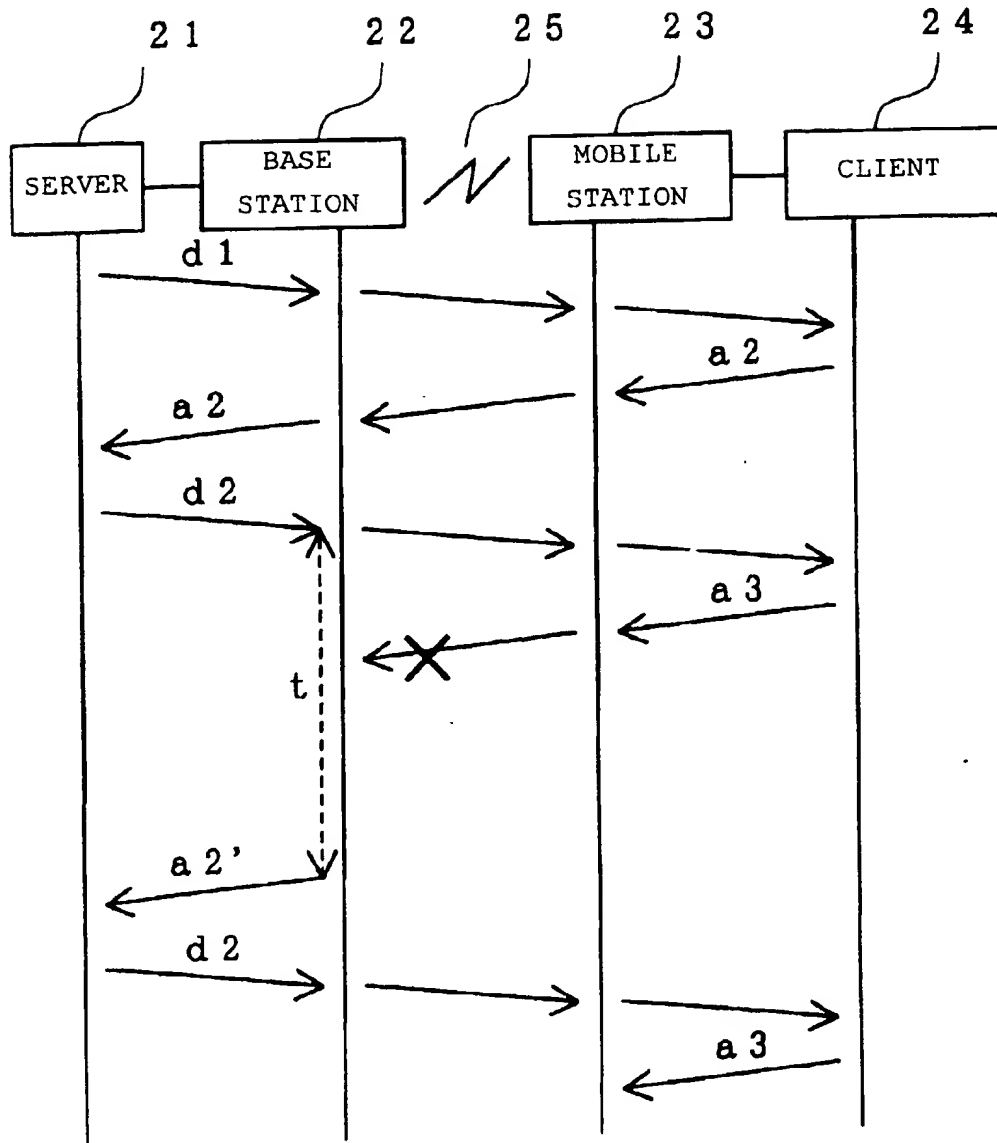 21 22 25 23 24
SERVER
BASE
STATION
MOBILE
STATION
CLIENT
d1
a2
a2
d2
a3
t
a2'
d2
a3